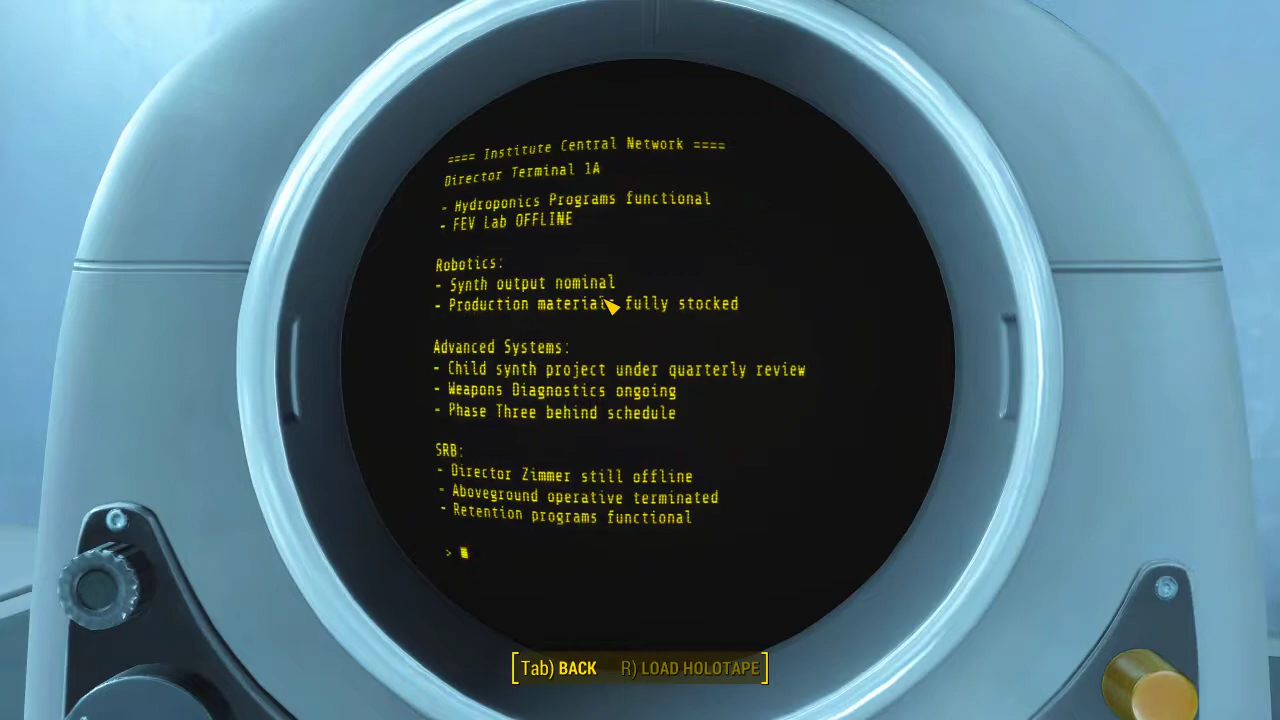 ==== Institute Central Network ====
Director Terminal 1A
- Hydroponics Programs functional
- FEV Lab OFFLINE
Robotics:
- Synth output nominal
- Production materials fully stocked
Advanced Systems:
- Child synth project under quarterly review
- Weapons Diagnostics ongoing
- Phase Three behind schedule
SRB:
- Director Zimmer still offline
- Aboveground operative terminated
- Retention programs functional
>
[Tab) BACK R) LOAD HOLOTAPE]